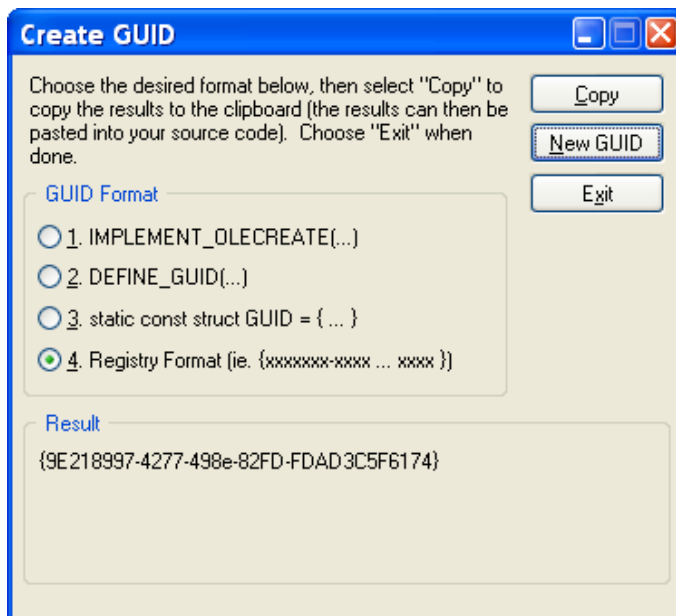 Create GUID
Choose the desired format below, then select "Copy" to
copy the results to the clipboard (the results can then be
pasted into your source code).  Choose "Exit" when
done.
Copy
New GUID
Exit
GUID Format
1. IMPLEMENT_OLECREATE(...)
2. DEFINE_GUID(...)
3. static const struct GUID = { ... }
4. Registry Format (ie. {xxxxxxx-xxxx ... xxxx })
Result
{9E218997-4277-498e-82FD-FDAD3C5F6174}